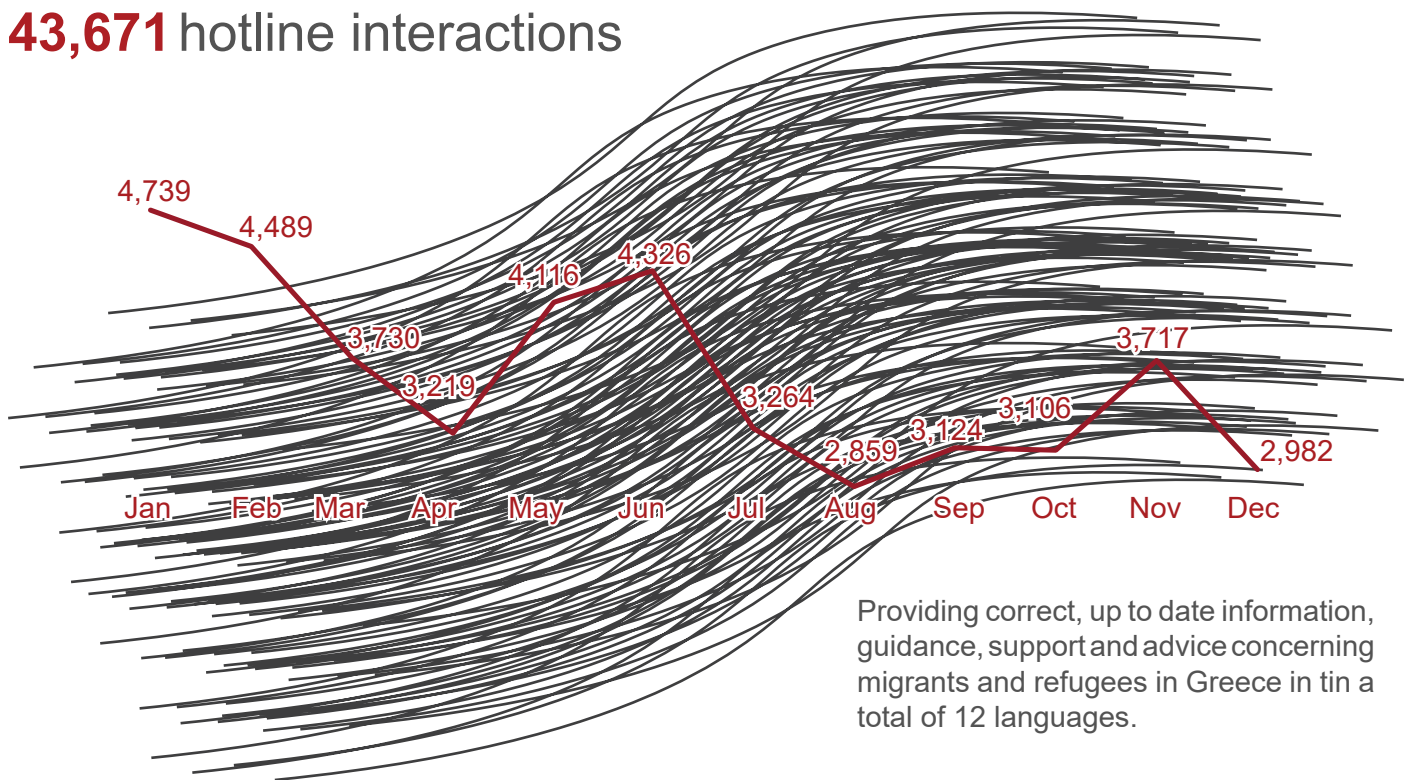 43,671 hotline interactions
4,739
4,489
3,730
3,219
4,116
4,326
3,264
2,859
3,124
3,106
3,717
2,982
Jan Feb Mar Apr May Jun Jul Aug Sep Oct Nov Dec
Providing correct, up to date information,
guidance, support and advice concerning
migrants and refugees in Greece in tin a
total of 12 languages.